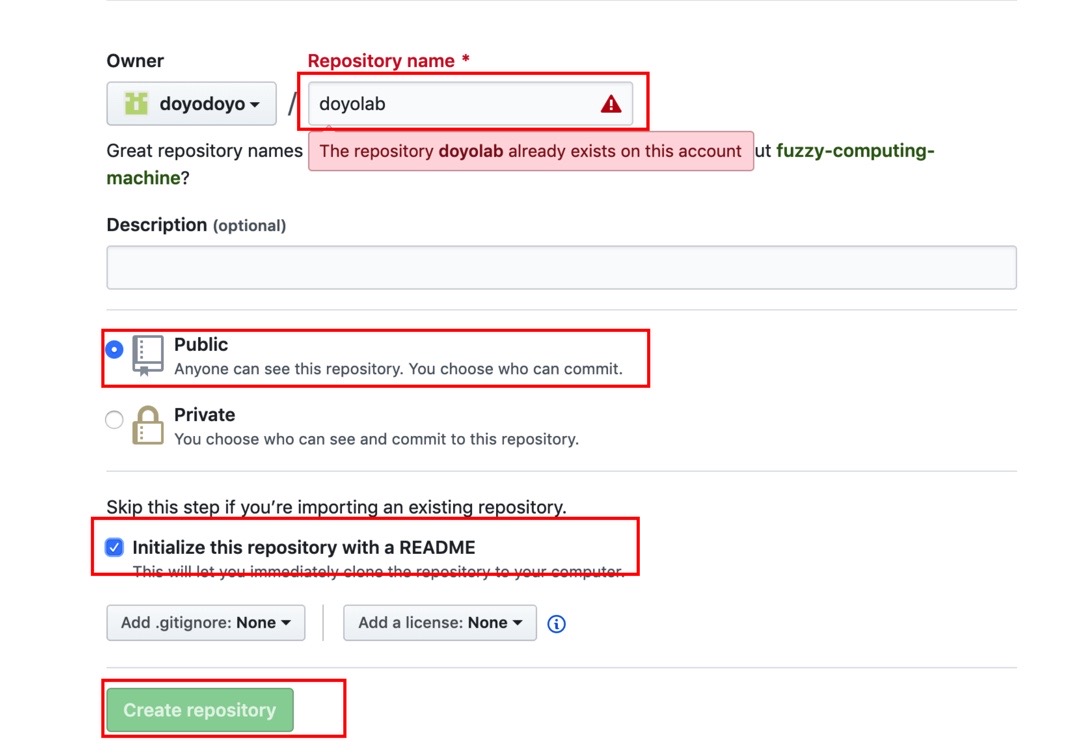 Owner
Repository name *
doyodoyo
/
doyolab
Great repository names
The repository doyolab already exists on this account
ut fuzzy-computing-
machine?
Description (optional)
Public
Anyone can see this repository. You choose who can commit.
Private
You choose who can see and commit to this repository.
Skip this step if you’re importing an existing repository.
Initialize this repository with a README
This will let you immediately clone the repository to your computer.
Add .gitignore: None
Add a license: None
Create repository